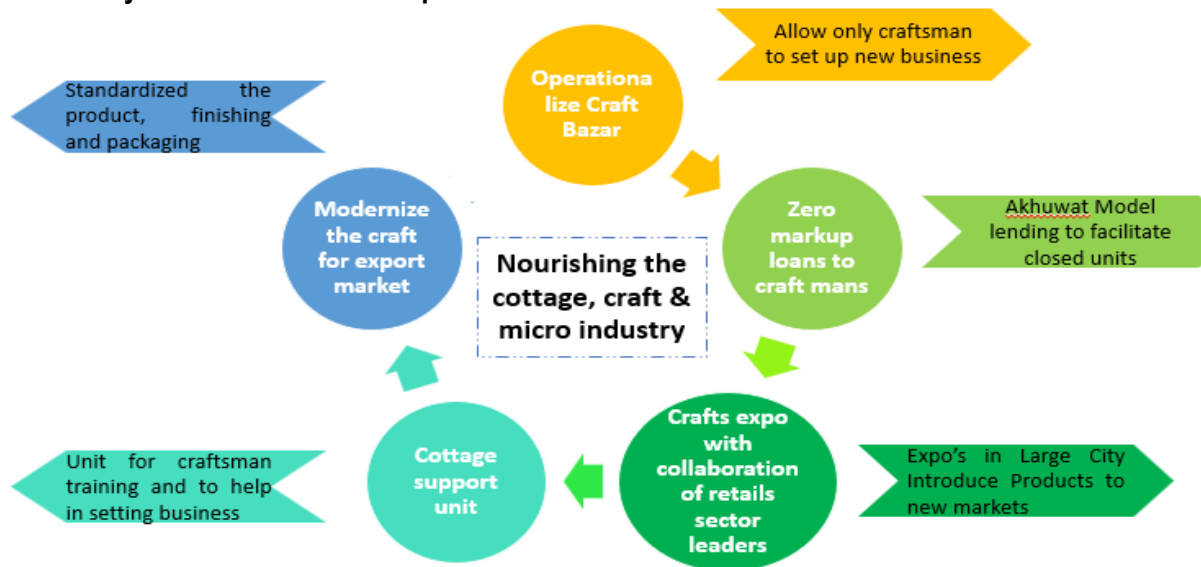 Allow only craftsman
to set up new business
Operationa
lize Craft
Bazar
Standardized the
product, finishing
and packaging
Modernize
the craft
for export
market
Zero
markup
loans to
craft mans
Akhuwat Model
lending to facilitate
closed units
Nourishing the
cottage, craft &
micro industry
Crafts expo
with
collaboration
of retails
sector
leaders
Expo's in Large City
Introduce Products to
new markets
Cottage
support
unit
Unit for craftsman
training and to help
in setting business